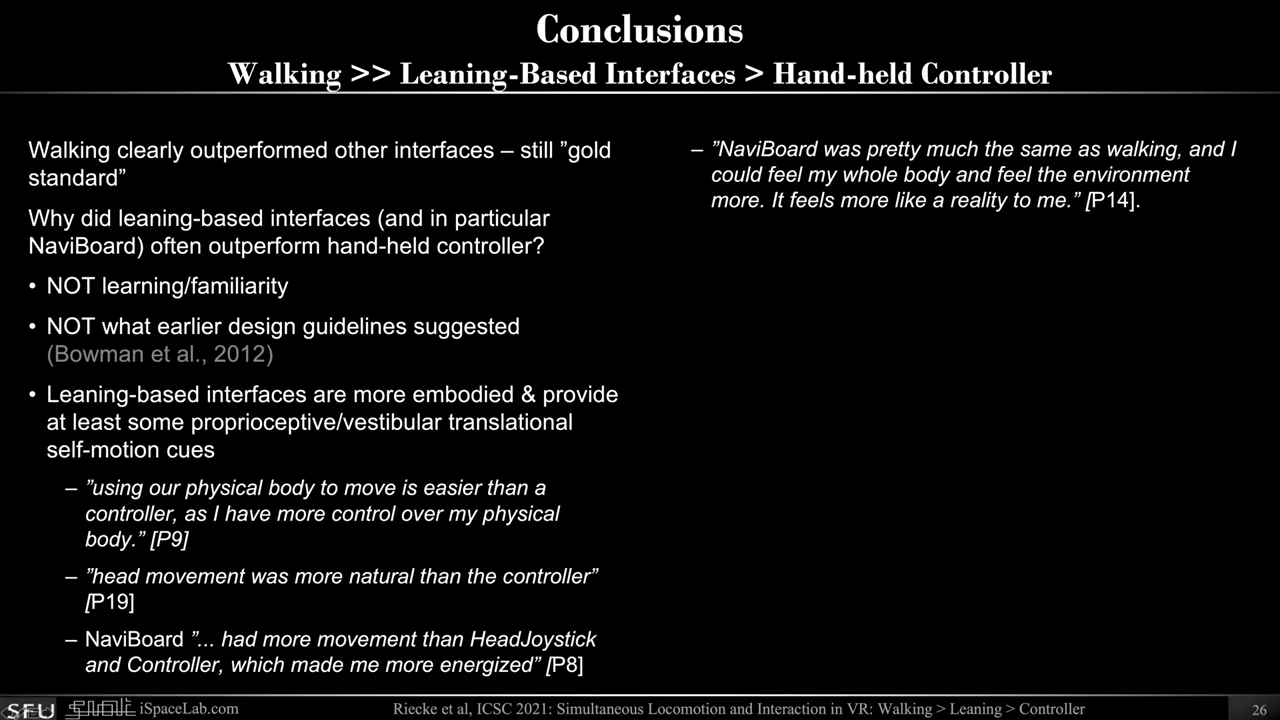 Conclusions
Walking >> Leaning-Based Interfaces > Hand-held Controller
Walking clearly outperformed other interfaces – still ”gold
standard”
Why did leaning-based interfaces (and in particular
NaviBoard) often outperform hand-held controller?
• NOT learning/familiarity
• NOT what earlier design guidelines suggested
(Bowman et al., 2012)
• Leaning-based interfaces are more embodied & provide
at least some proprioceptive/vestibular translational
self-motion cues
– ”using our physical body to move is easier than a
controller, as I have more control over my physical
body.” [P9]
– ”head movement was more natural than the controller”
[P19]
– NaviBoard ”... had more movement than HeadJoystick
and Controller, which made me more energized” [P8]
– ”NaviBoard was pretty much the same as walking, and I
could feel my whole body and feel the environment
more. It feels more like a reality to me.” [P14].
SFU
iSpaceLab.com
Riecke et al, ICSC 2021: Simultaneous Locomotion and Interaction in VR: Walking > Leaning > Controller
26